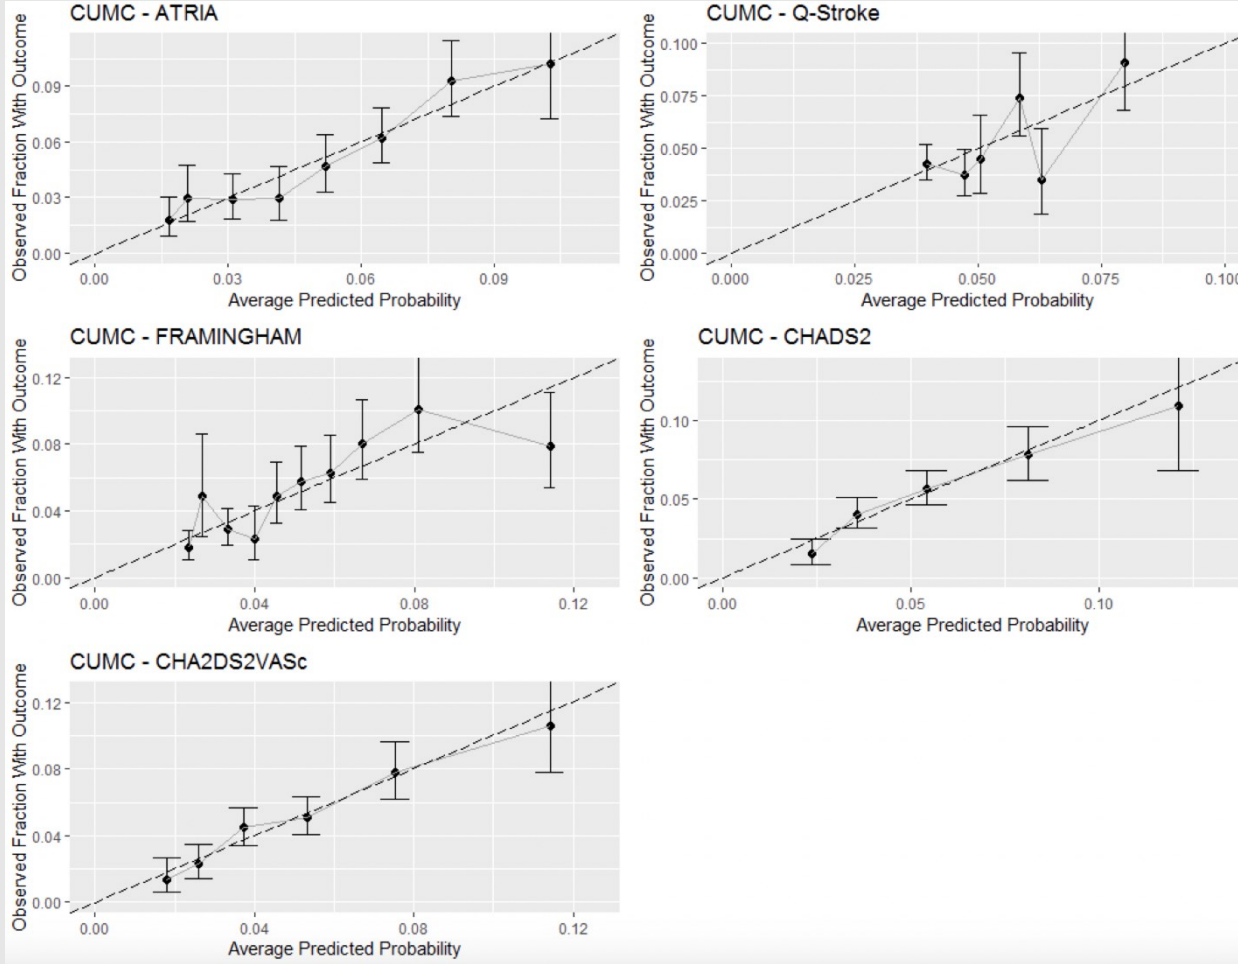 CUMC - ATRIA
Observed Fraction With Outcome
0.09
0.06
0.03
0.00
0.00 0.03 0.06 0.09
Average Predicted Probability
CUMC - Q-Stroke
Observed Fraction With Outcome
0.100
0.075
0.050
0.025
0.000
0.000 0.025 0.050 0.075 0.100
Average Predicted Probability
CUMC - FRAMINGHAM
Observed Fraction With Outcome
0.12
0.08
0.04
0.00
0.00 0.04 0.08 0.12
Average Predicted Probability
CUMC - CHADS2
Observed Fraction With Outcome
0.10
0.05
0.00
0.00 0.05 0.10
Average Predicted Probability
CUMC - CHA2DS2VASc
Observed Fraction With Outcome
0.12
0.08
0.04
0.00
0.00 0.04 0.08 0.12
Average Predicted Probability